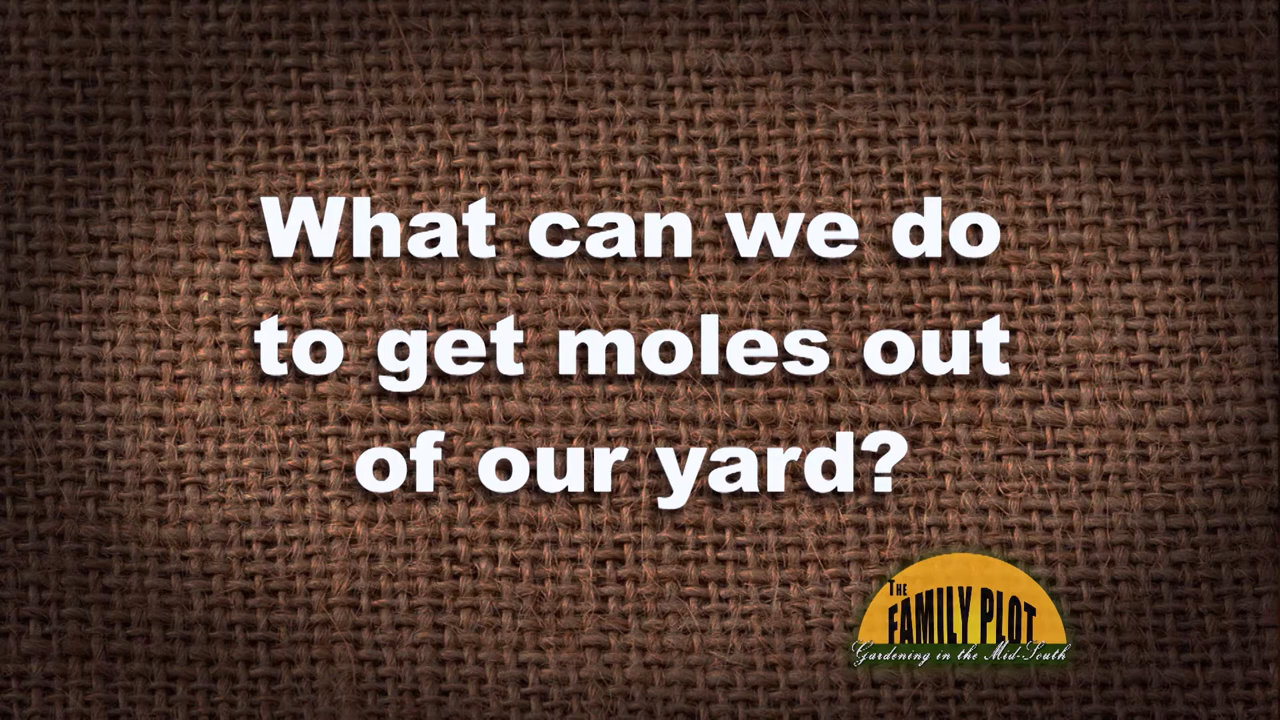 What can we do
to get moles out
of our yard?
THE
FAMILY PLOT
Gardening in the Mid-South